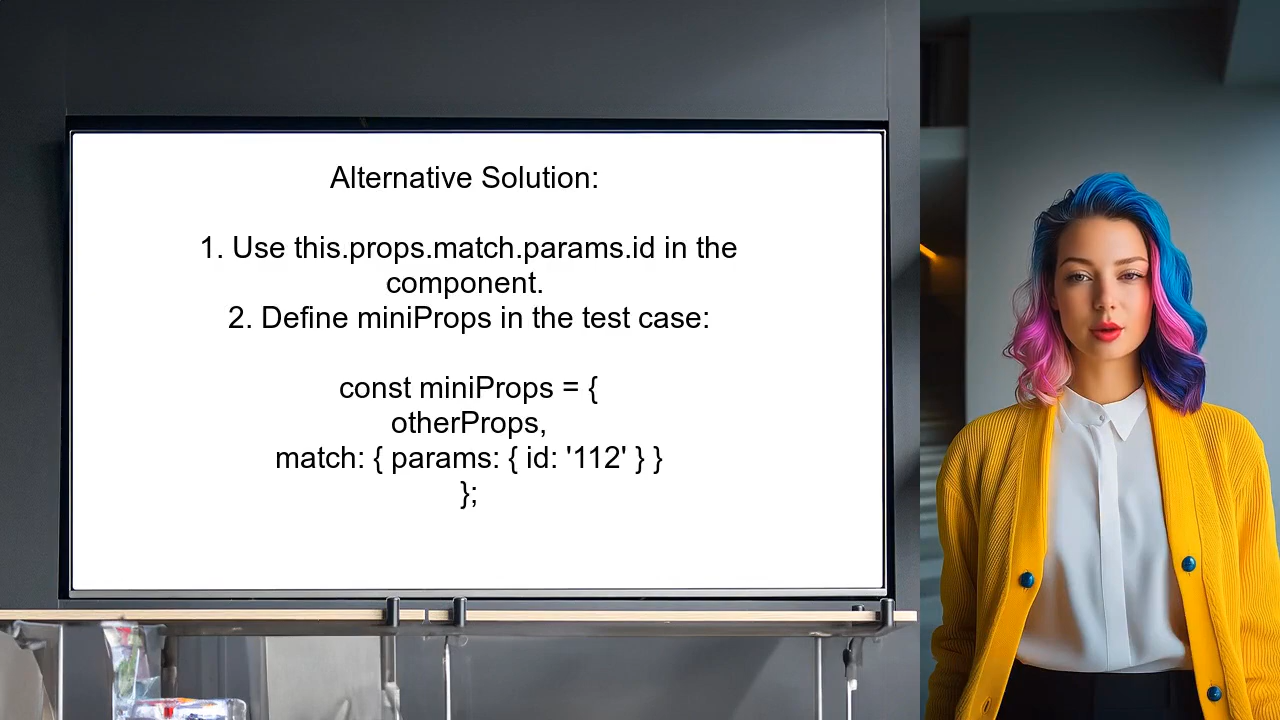 Alternative Solution:
1. Use this.props.match.params.id in the
component.
2. Define miniProps in the test case:
const miniProps = {
otherProps,
match: { params: { id: '112' } }
};